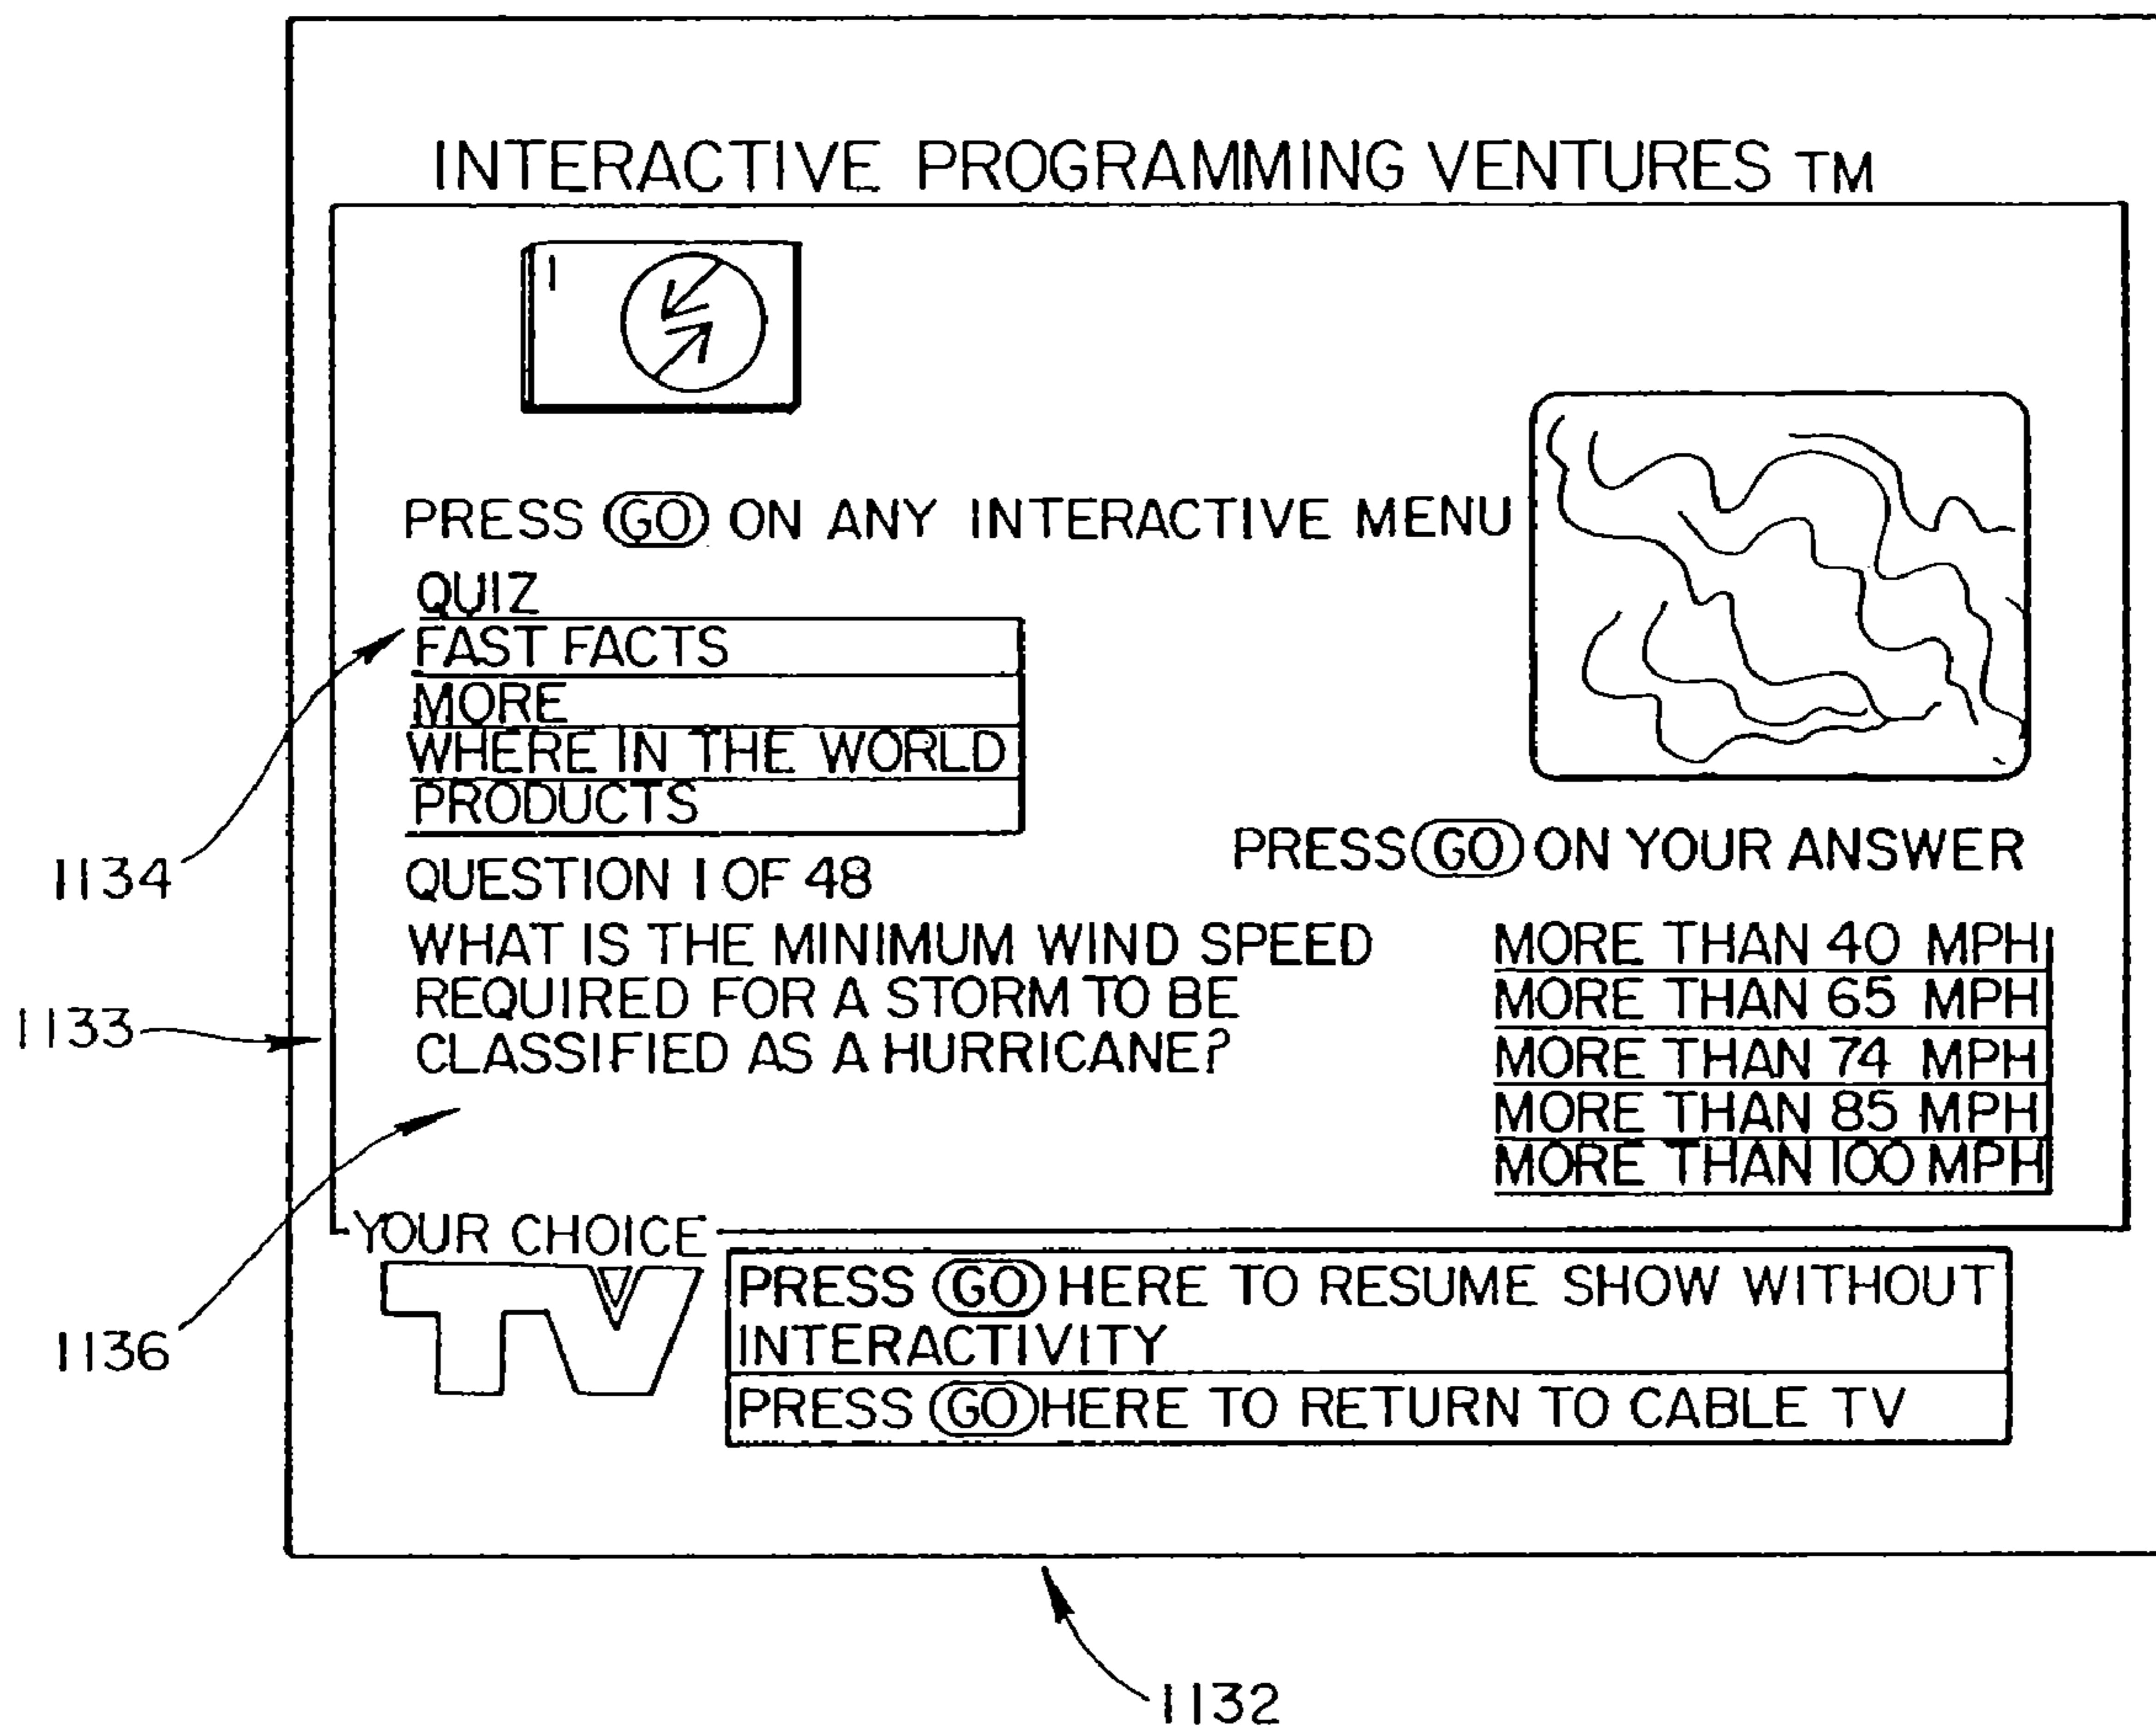 INTERACTIVE PROGRAMMING VENTURES TM
PRESS GO ON ANY INTERACTIVE MENU
QUIZ
FAST FACTS
MORE
WHERE IN THE WORLD
PRODUCTS
1134
QUESTION 1 OF 48
WHAT IS THE MINIMUM WIND SPEED
REQUIRED FOR A STORM TO BE
CLASSIFIED AS A HURRICANE?
1133
PRESS GO ON YOUR ANSWER
MORE THAN 40 MPH
MORE THAN 65 MPH
MORE THAN 74 MPH
MORE THAN 85 MPH
MORE THAN 100 MPH
YOUR CHOICE
TV
PRESS GO HERE TO RESUME SHOW WITHOUT
INTERACTIVITY
PRESS GO HERE TO RETURN TO CABLE TV
1136
1132